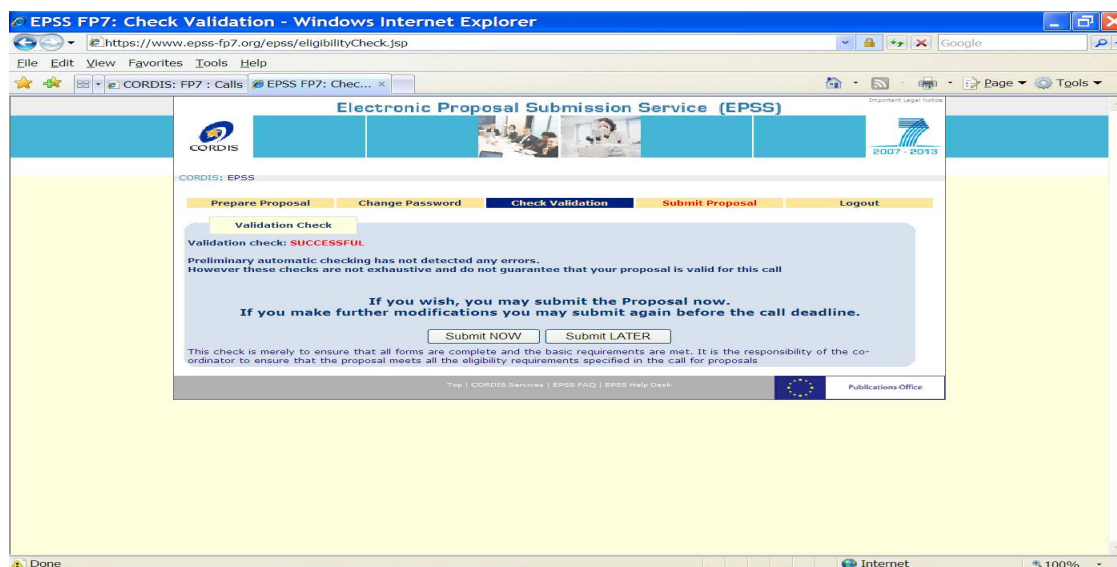 EPSS FP7: Check Validation - Windows Internet Explorer
https://www.epss-fp7.org/epss/eligibilityCheck.jsp
Google
File Edit View Favorites Tools Help
CORDIS: FP7 : Calls
EPSS FP7: Chec...
Page
Tools
Electronic Proposal Submission Service (EPSS)
Important Legal Notice
CORDIS
7
2007 - 2013
CORDIS: EPSS
Prepare Proposal Change Password Check Validation Submit Proposal Logout
Validation Check
Validation check: SUCCESSFUL
Preliminary automatic checking has not detected any errors.
However these checks are not exhaustive and do not guarantee that your proposal is valid for this call
If you wish, you may submit the Proposal now.
If you make further modifications you may submit again before the call deadline.
Submit NOW Submit LATER
This check is merely to ensure that all forms are complete and the basic requirements are met. It is the responsibility of the co-
ordinator to ensure that the proposal meets all the eligibility requirements specified in the call for proposals
Top | CORDIS Services | EPSS FAQ | EPSS Help Desk
Publications Office
Done
Internet
100%